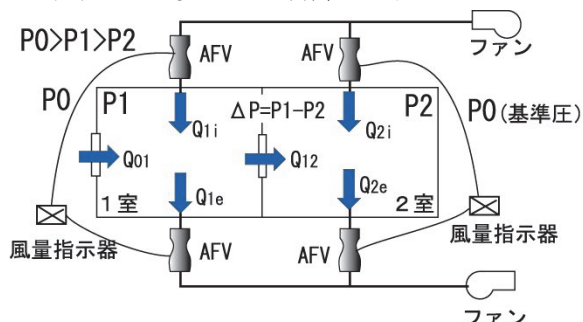 P0>P1>P2
AFV
AFV
ファン
P0
P1
ΔP=P1-P2
P2
P0(基準圧)
Q1i
Q2i
Q01
Q12
Q1e
Q2e
1室
2室
風量指示器
風量指示器
AFV
AFV
ファン